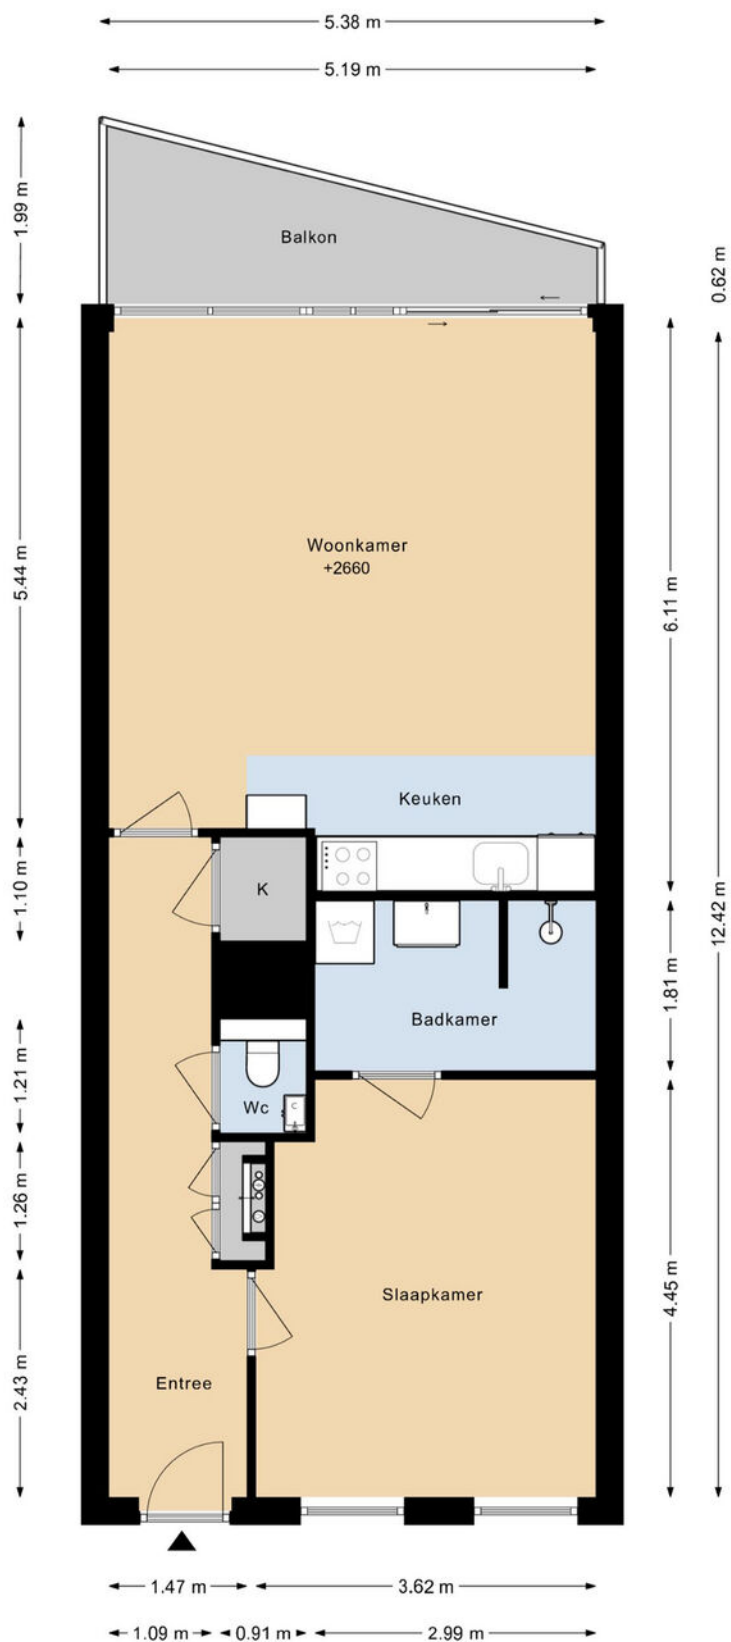 5.38 m
5.19 m
1.99 m
Balkon
0.62 m
5.44 m
Woonkamer
+2660
6.11 m
Keuken
1.10 m
K
12.42 m
1.81 m
Badkamer
1.21 m
Wc
1.26 m
4.45 m
Slaapkamer
2.43 m
Entree
1.47 m
3.62 m
1.09 m
0.91 m
2.99 m